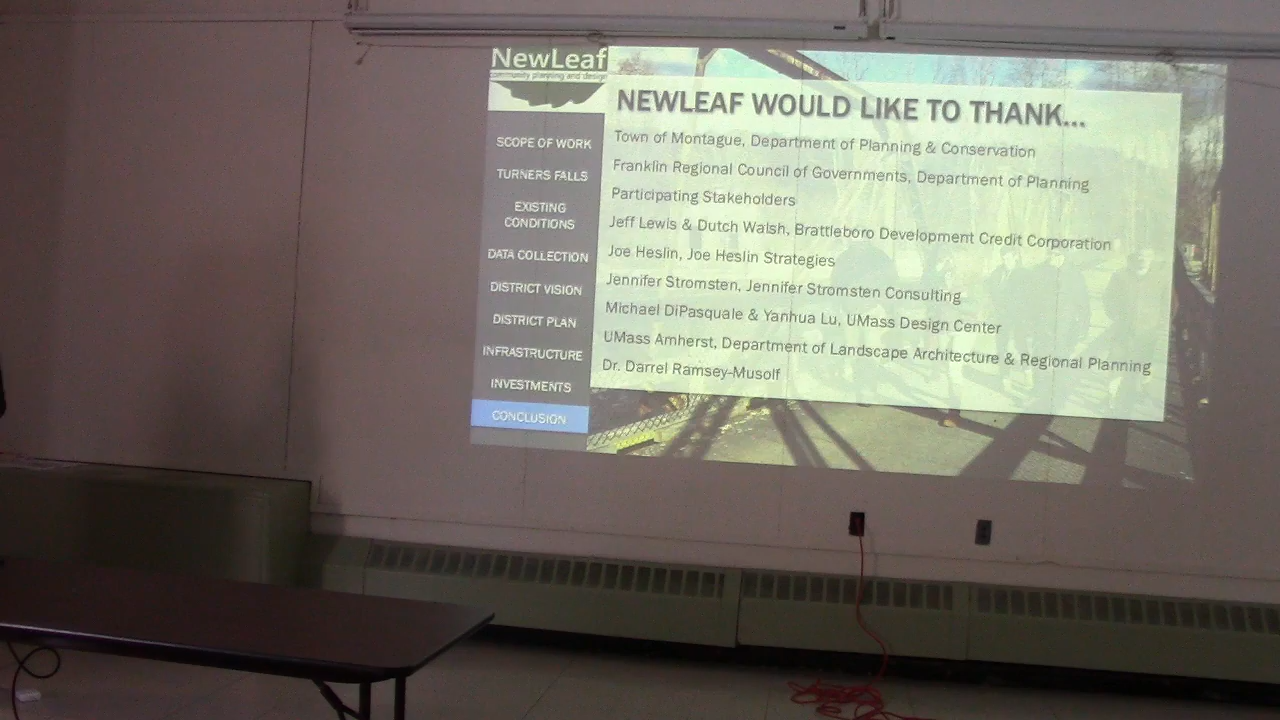 NewLeaf
community planning and design
SCOPE OF WORK
TURNERS FALLS
EXISTING
CONDITIONS
DATA COLLECTION
DISTRICT VISION
DISTRICT PLAN
INFRASTRUCTURE
INVESTMENTS
CONCLUSION
NEWLEAF WOULD LIKE TO THANK...
Town of Montague, Department of Planning & Conservation
Franklin Regional Council of Governments, Department of Planning
Participating Stakeholders
Jeff Lewis & Dutch Walsh, Brattleboro Development Credit Corporation
Joe Heslin, Joe Heslin Strategies
Jennifer Stromsten, Jennifer Stromsten Consulting
Michael DiPasquale & Yanhua Lu, UMass Design Center
UMass Amherst, Department of Landscape Architecture & Regional Planning
Dr. Darrel Ramsey-Musolf